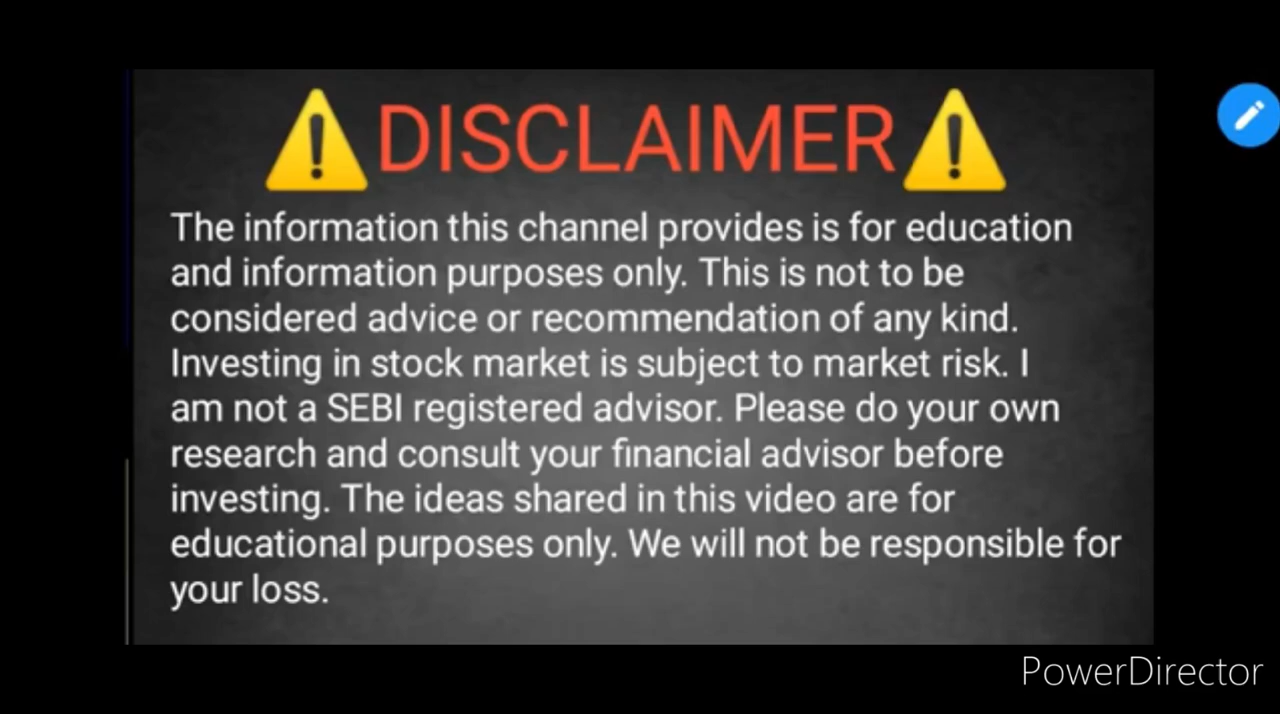 ⚠️DISCLAIMER⚠️
The information this channel provides is for education
and information purposes only. This is not to be
considered advice or recommendation of any kind.
Investing in stock market is subject to market risk. I
am not a SEBI registered advisor. Please do your own
research and consult your financial advisor before
investing. The ideas shared in this video are for
educational purposes only. We will not be responsible for
your loss.
PowerDirector